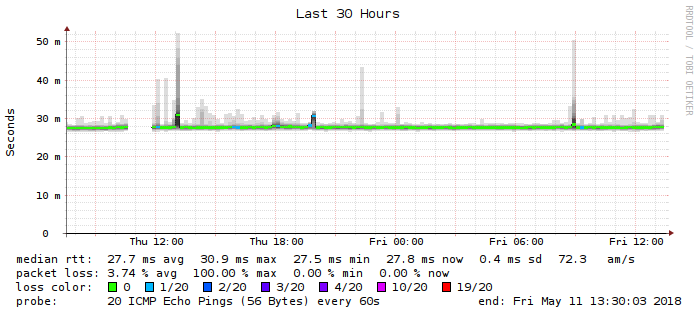 Last 30 Hours
RRDTOOL / TOBI OETIKER
Seconds
50 m
40 m
30 m
20 m
10 m
0
Thu 12:00 Thu 18:00 Fri 00:00 Fri 06:00 Fri 12:00
median rtt: 27.7 ms avg 30.9 ms max 27.5 ms min 27.8 ms now 0.4 ms sd 72.3 am/s
packet loss: 3.74 % avg 100.00 % max 0.00 % min 0.00 % now
loss color: 0 1/20 2/20 3/20 4/20 10/20 19/20
probe: 20 ICMP Echo Pings (56 Bytes) every 60s end: Fri May 11 13:30:03 2018